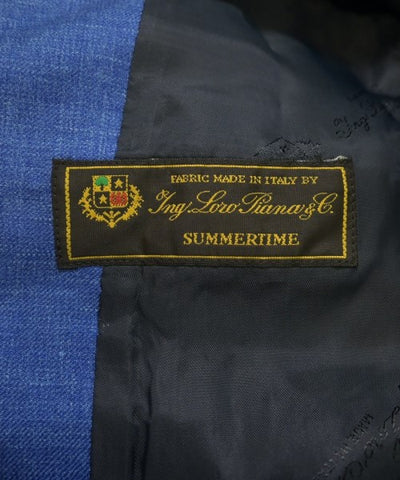 FABRIC MADE IN ITALY BY
Ing. Loro Piana & C.
SUMMERTIME